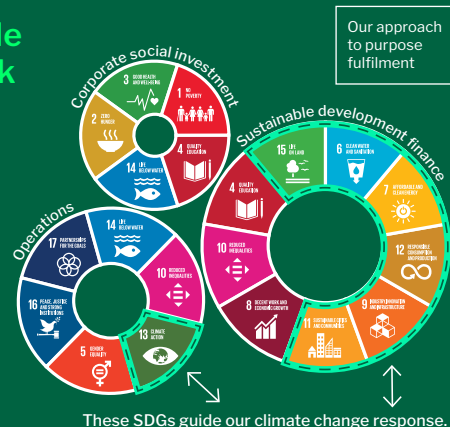 le
k
Our approach
to purpose
fulfilment
Corporate social investment
3 GOOD HEALTH
AND WELL-BEING
1 NO
POVERTY
2 ZERO
HUNGER
4 QUALITY
EDUCATION
14 LIFE
BELOW WATER
Sustainable development finance
15 LIFE
ON LAND
6 CLEAN WATER
AND SANITATION
4 QUALITY
EDUCATION
7 AFFORDABLE AND
CLEAN ENERGY
10 REDUCED
INEQUALITIES
12 RESPONSIBLE
CONSUMPTION
AND PRODUCTION
8 DECENT WORK AND
ECONOMIC GROWTH
9 INDUSTRY, INNOVATION
AND INFRASTRUCTURE
11 SUSTAINABLE CITIES
AND COMMUNITIES
Operations
14 LIFE
BELOW WATER
17 PARTNERSHIPS
FOR THE GOALS
10 REDUCED
INEQUALITIES
16 PEACE, JUSTICE
AND STRONG
INSTITUTIONS
13 CLIMATE
ACTION
5 GENDER
EQUALITY
These SDGs guide our climate change response.